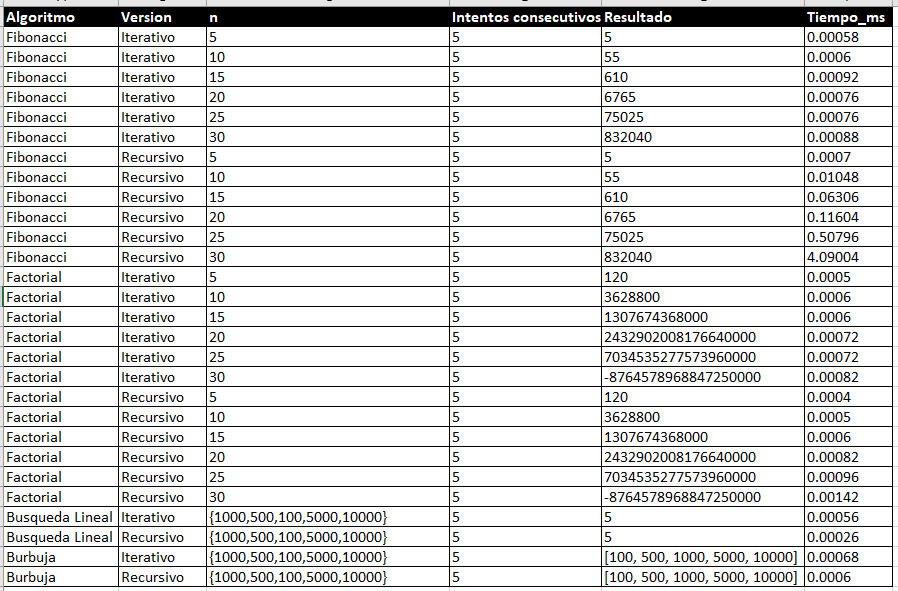 Algoritmo Version n Intentos consecutivos Resultado Tiempo_ms
Fibonacci Iterativo 5 5 5 0.00058
Fibonacci Iterativo 10 5 55 0.0006
Fibonacci Iterativo 15 5 610 0.00092
Fibonacci Iterativo 20 5 6765 0.00076
Fibonacci Iterativo 25 5 75025 0.00076
Fibonacci Iterativo 30 5 832040 0.00088
Fibonacci Recursivo 5 5 5 0.0007
Fibonacci Recursivo 10 5 55 0.01048
Fibonacci Recursivo 15 5 610 0.06306
Fibonacci Recursivo 20 5 6765 0.11604
Fibonacci Recursivo 25 5 75025 0.50796
Fibonacci Recursivo 30 5 832040 4.09004
Factorial Iterativo 5 5 120 0.0005
Factorial Iterativo 10 5 3628800 0.0006
Factorial Iterativo 15 5 1307674368000 0.0006
Factorial Iterativo 20 5 2432902008176640000 0.00072
Factorial Iterativo 25 5 7034535277573960000 0.00072
Factorial Iterativo 30 5 -8764578968847250000 0.00082
Factorial Recursivo 5 5 120 0.0004
Factorial Recursivo 10 5 3628800 0.0005
Factorial Recursivo 15 5 1307674368000 0.0006
Factorial Recursivo 20 5 2432902008176640000 0.00082
Factorial Recursivo 25 5 7034535277573960000 0.00096
Factorial Recursivo 30 5 -8764578968847250000 0.00142
Busqueda Lineal Iterativo {1000,500,100,5000,10000} 5 5 0.00056
Busqueda Lineal Recursivo {1000,500,100,5000,10000} 5 5 0.00026
Burbuja Iterativo {1000,500,100,5000,10000} 5 [100, 500, 1000, 5000, 10000] 0.00068
Burbuja Recursivo {1000,500,100,5000,10000} 5 [100, 500, 1000, 5000, 10000] 0.0006